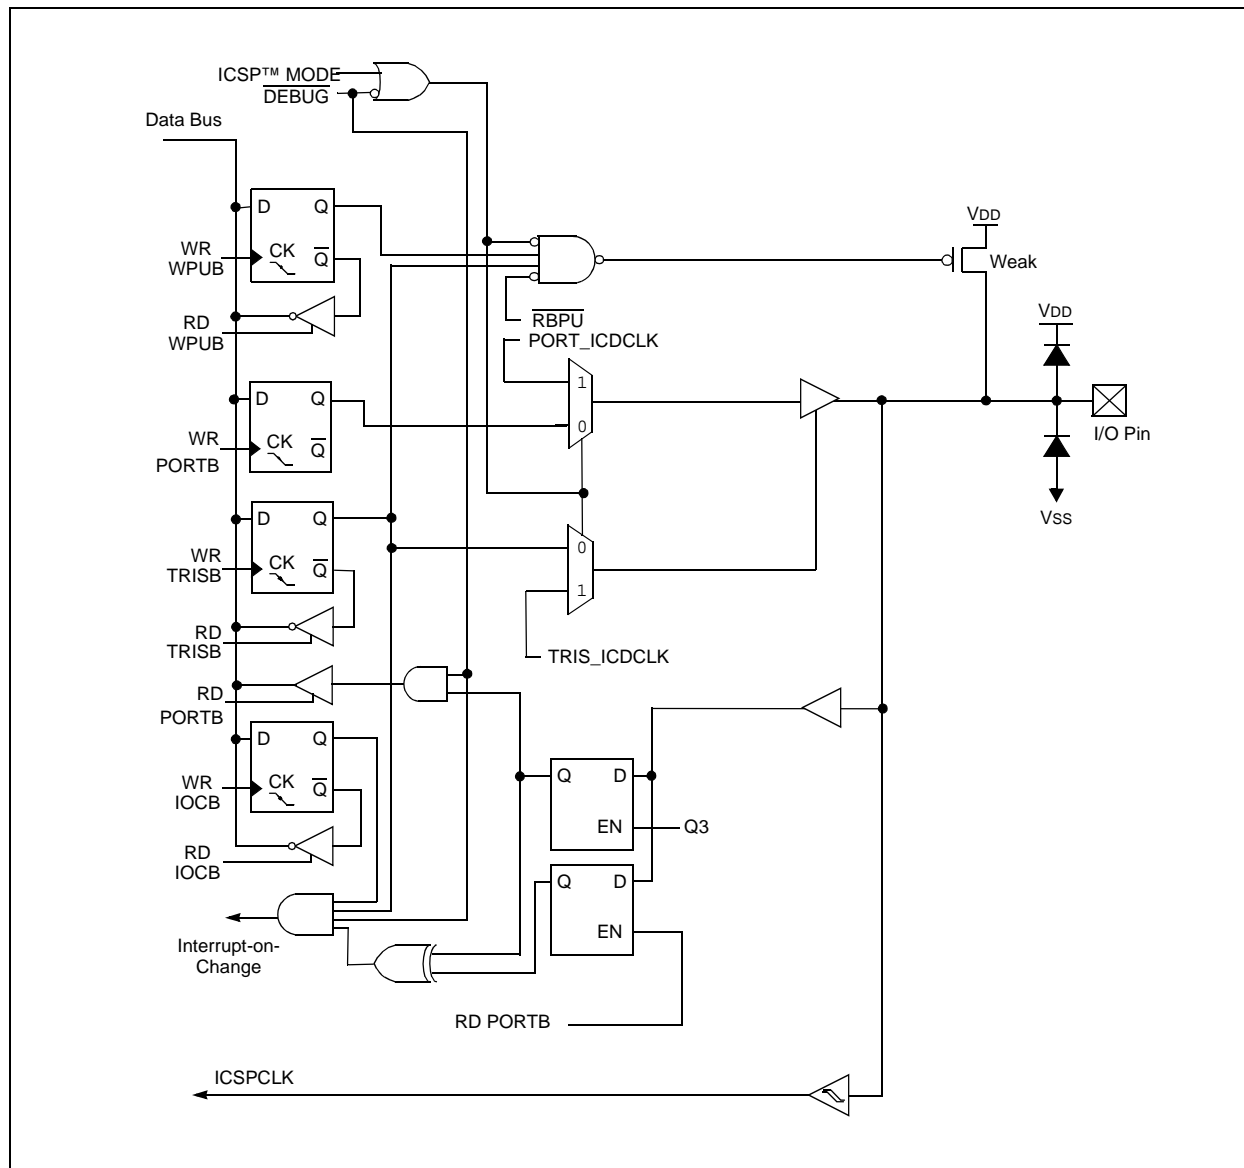 ICSP™ MODE
DEBUG
Data Bus
D Q
CK Q
WR
WPUB
RD
WPUB
VDD
Weak
RBPU
PORT_ICDCLK
VDD
1
0
D Q
CK Q
WR
PORTB
I/O Pin
VSS
D Q
CK Q
WR
TRISB
0
1
RD
TRISB
TRIS_ICDCLK
RD
PORTB
D Q
CK Q
WR
IOCB
Q D
EN
Q3
RD
IOCB
Q D
EN
Interrupt-on-
Change
RD PORTB
ICSPCLK